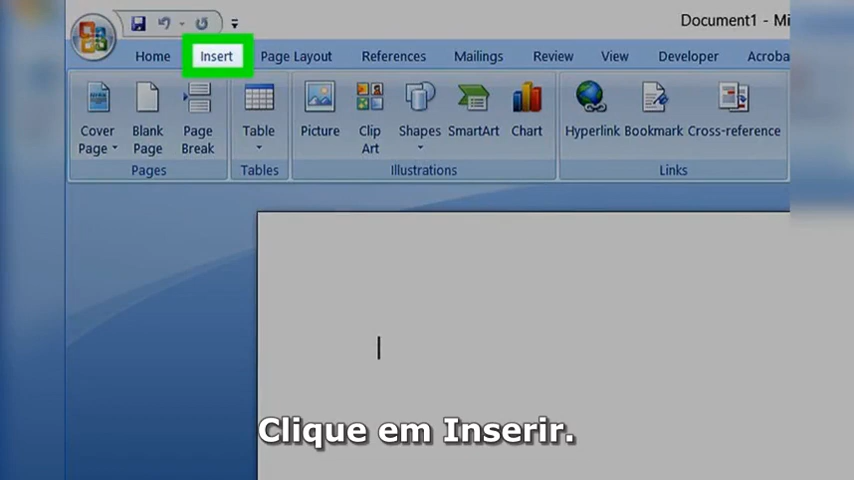 Document1 - Mi
Home Insert Page Layout References Mailings Review View Developer Acroba
Cover Page Blank Page Page Break Table Picture Clip Art Shapes SmartArt Chart Hyperlink Bookmark Cross-reference
Pages Tables Illustrations Links
Clique em Inserir.